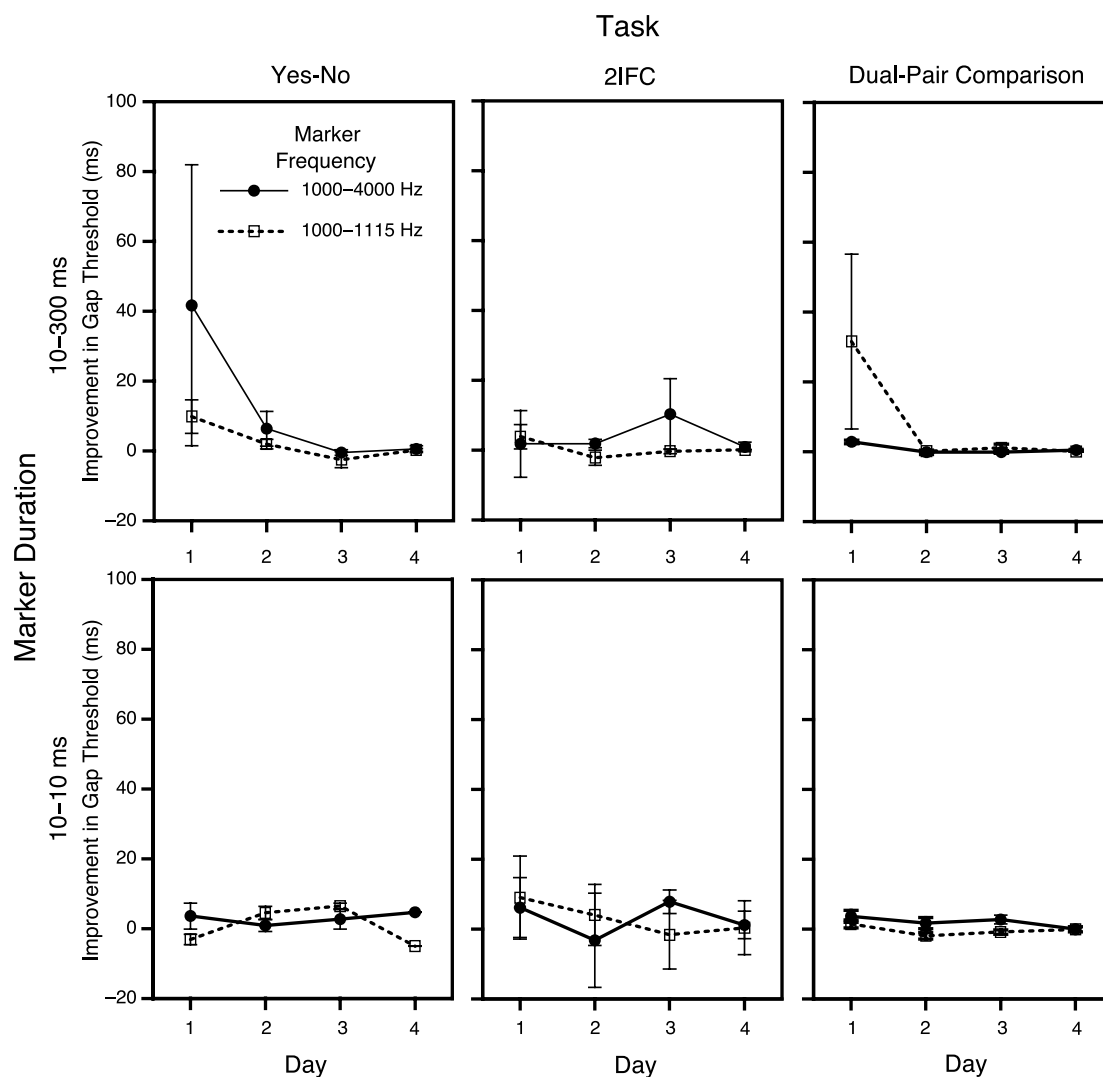 Task
Yes-No
2IFC
Dual-Pair Comparison
Marker Duration
10–300 ms
Improvement in Gap Threshold (ms)
100
80
60
40
20
0
–20
Marker
Frequency
1000–4000 Hz
1000–1115 Hz
1 2 3 4
1 2 3 4
1 2 3 4
10–10 ms
Improvement in Gap Threshold (ms)
100
80
60
40
20
0
–20
1 2 3 4
1 2 3 4
1 2 3 4
Day
Day
Day